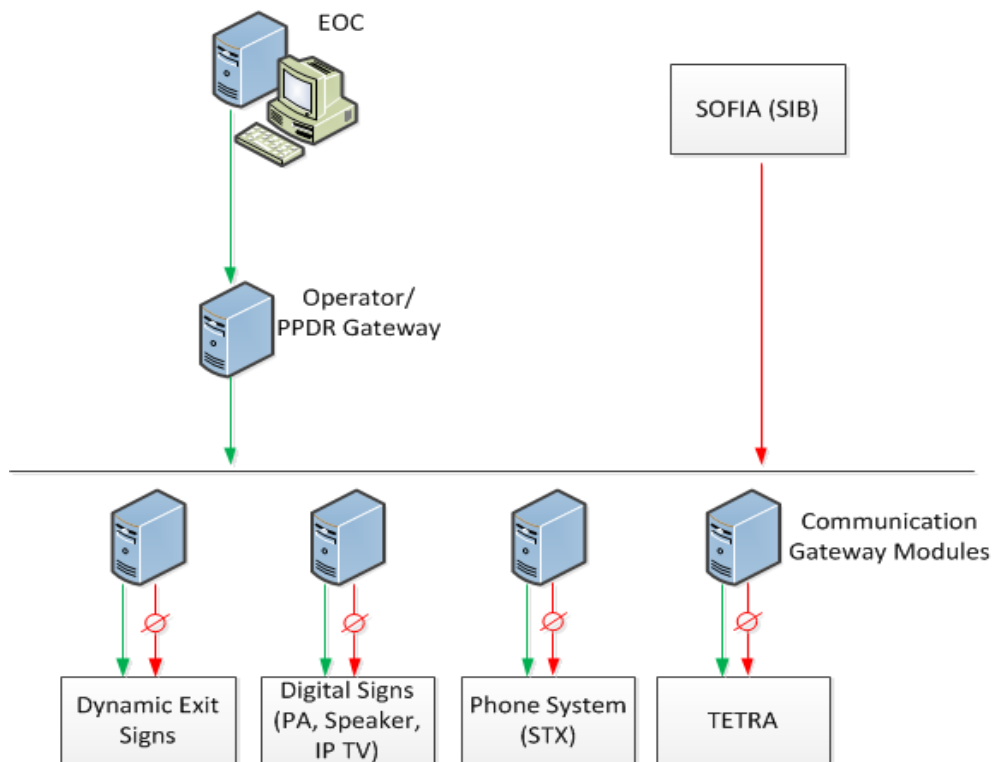 EOC
SOFIA (SIB)
Operator/
PPDR Gateway
Communication
Gateway Modules
Dynamic Exit
Signs
Digital Signs
(PA, Speaker,
IP TV)
Phone System
(STX)
TETRA